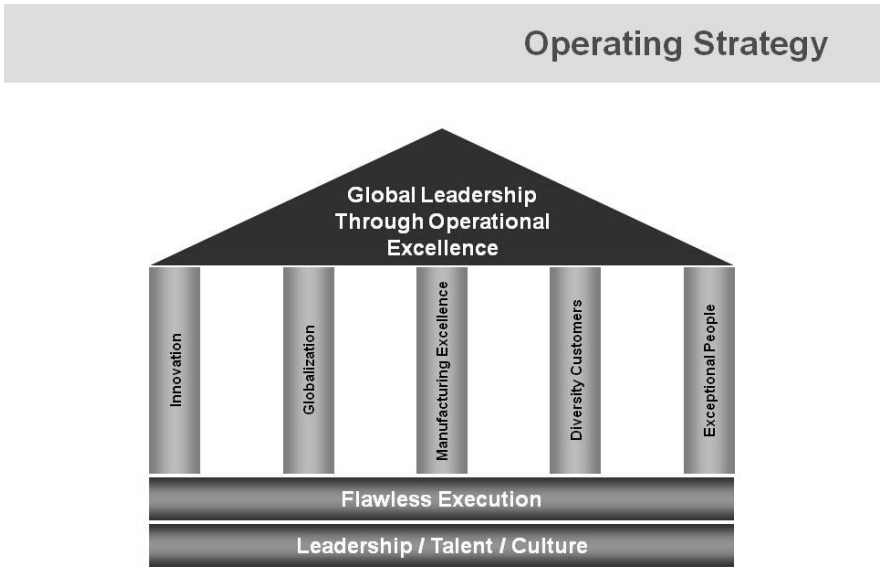 Operating Strategy
Global Leadership
Through Operational
Excellence
Innovation
Globalization
Manufacturing Excellence
Diversity Customers
Exceptional People
Flawless Execution
Leadership / Talent / Culture